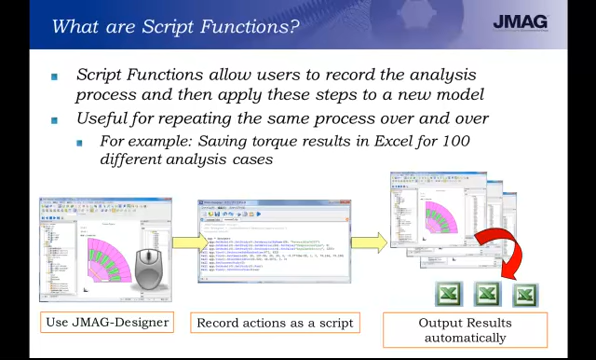 What are Script Functions?
JMAG
Script Functions allow users to record the analysis
process and then apply these steps to a new model
Useful for repeating the same process over and over
For example: Saving torque results in Excel for 100
different analysis cases
Use JMAG-Designer
Record actions as a script
Output Results
automatically